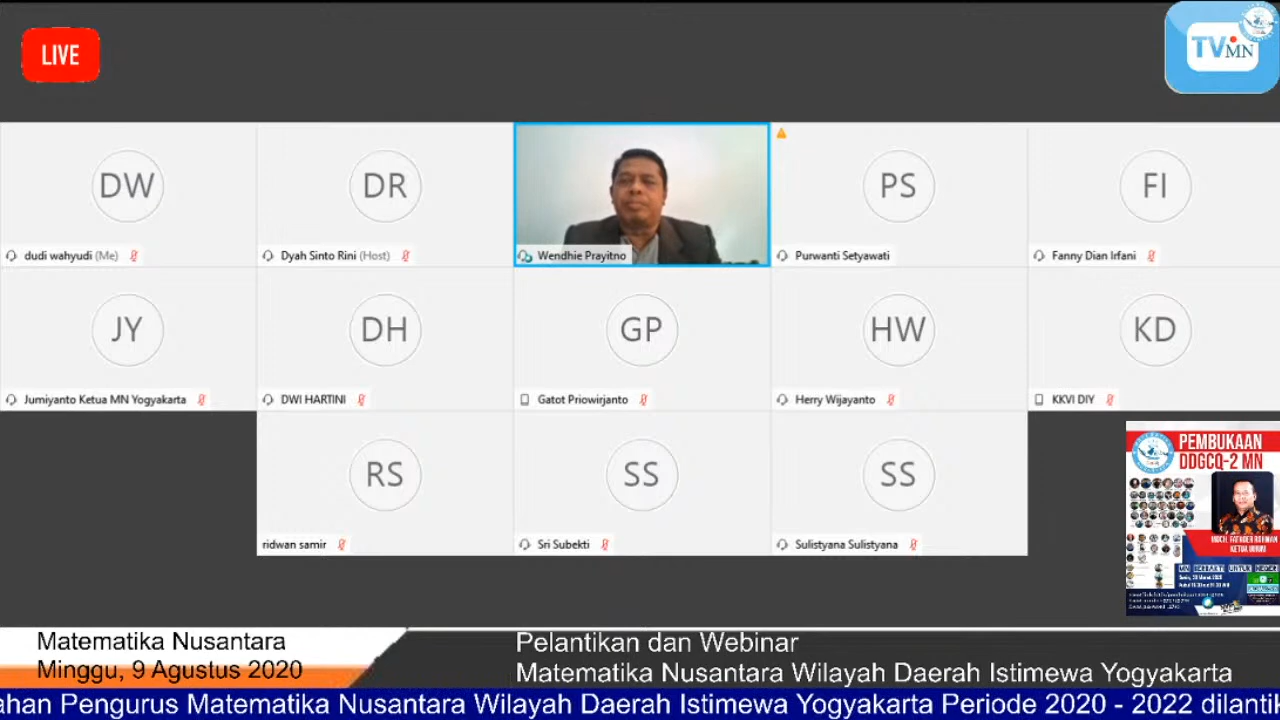 LIVE
TVMN
DW
dudi wahyudi (Me)
DR
Dyah Sinto Rini (Host)
Wendhie Prayitno
PS
Purwanti Setyawati
FI
Fanny Dian Irfani
JY
Jumiyanto Ketua MN Yogyakarta
DH
DWI HARTINI
GP
Gatot Priowirjanto
HW
Herry Wijayanto
KD
KKVI DIY
RS
ridwan samir
SS
Sri Subekti
SS
Sulistyana Sulistyana
PEMBUKAAN
DDGCQ-2 MN
MN BERBAKTI UNTUK NEGERI
Matematika Nusantara
Minggu, 9 Agustus 2020
Pelantikan dan Webinar
Matematika Nusantara Wilayah Daerah Istimewa Yogyakarta
ahan Pengurus Matematika Nusantara Wilayah Daerah Istimewa Yogyakarta Periode 2020 - 2022 dilantik